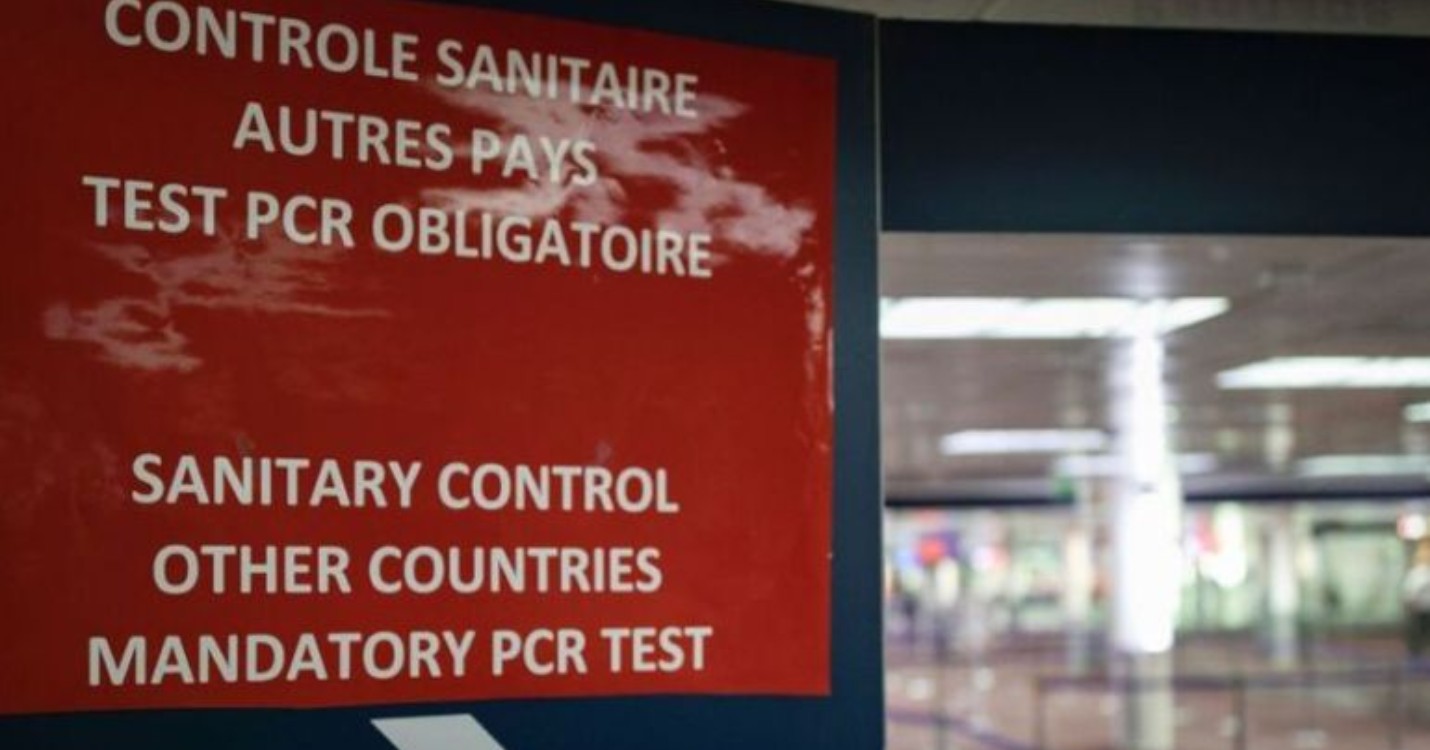 CONTROLE SANITAIRE
AUTRES PAYS
TEST PCR OBLIGATOIRE
SANITARY CONTROL
OTHER COUNTRIES
MANDATORY PCR TEST